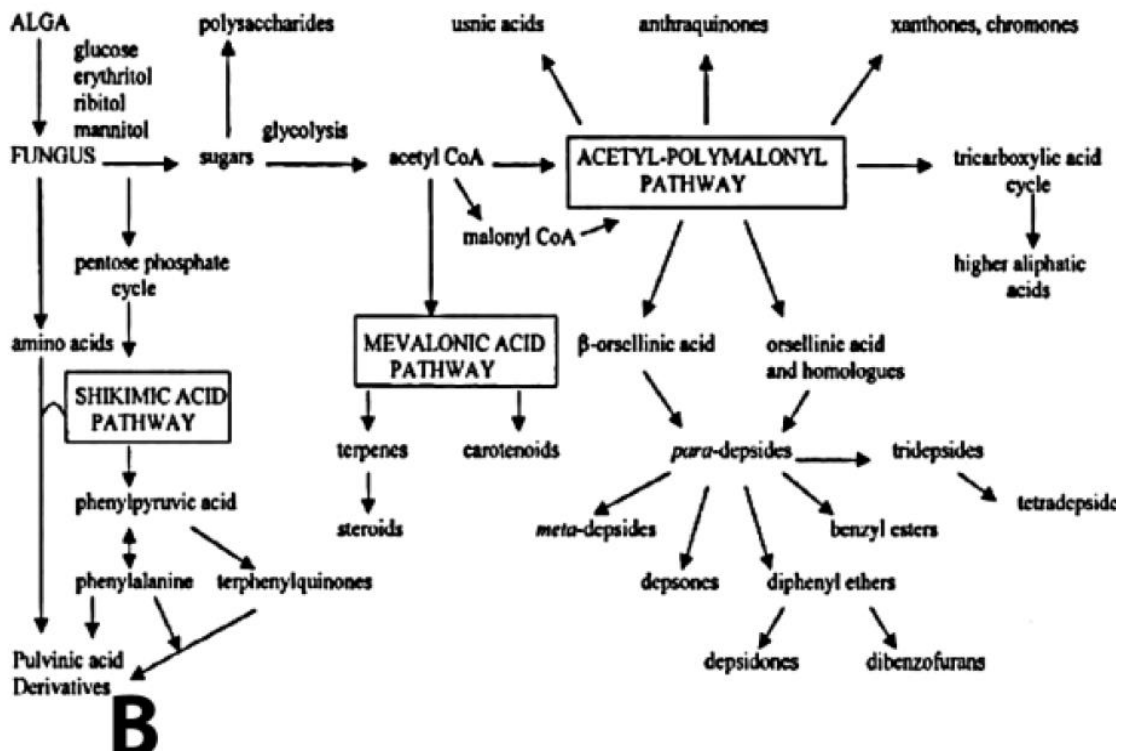 ALGA
polysaccharides
usnic acids
anthraquinones
xanthones, chromones
glucose
erythritol
ribitol
mannitol
FUNGUS
sugars
glycolysis
acetyl CoA
ACETYL-POLYMALONYL
PATHWAY
tricarboxylic acid
cycle
malonyl CoA
pentose phosphate
cycle
higher aliphatic
acids
amino acids
MEVALONIC ACID
PATHWAY
β-orsellinic acid
orsellinic acid
and homologues
SHIKIMIC ACID
PATHWAY
terpenes
carotenoids
para-depsides
tridepsides
phenylpyruvic acid
steroids
meta-depsides
benzyl esters
tetradepside
phenylalanine
terphenylquinones
depsones
diphenyl ethers
Pulvinic acid
Derivatives
depsidones
dibenzofurans
B